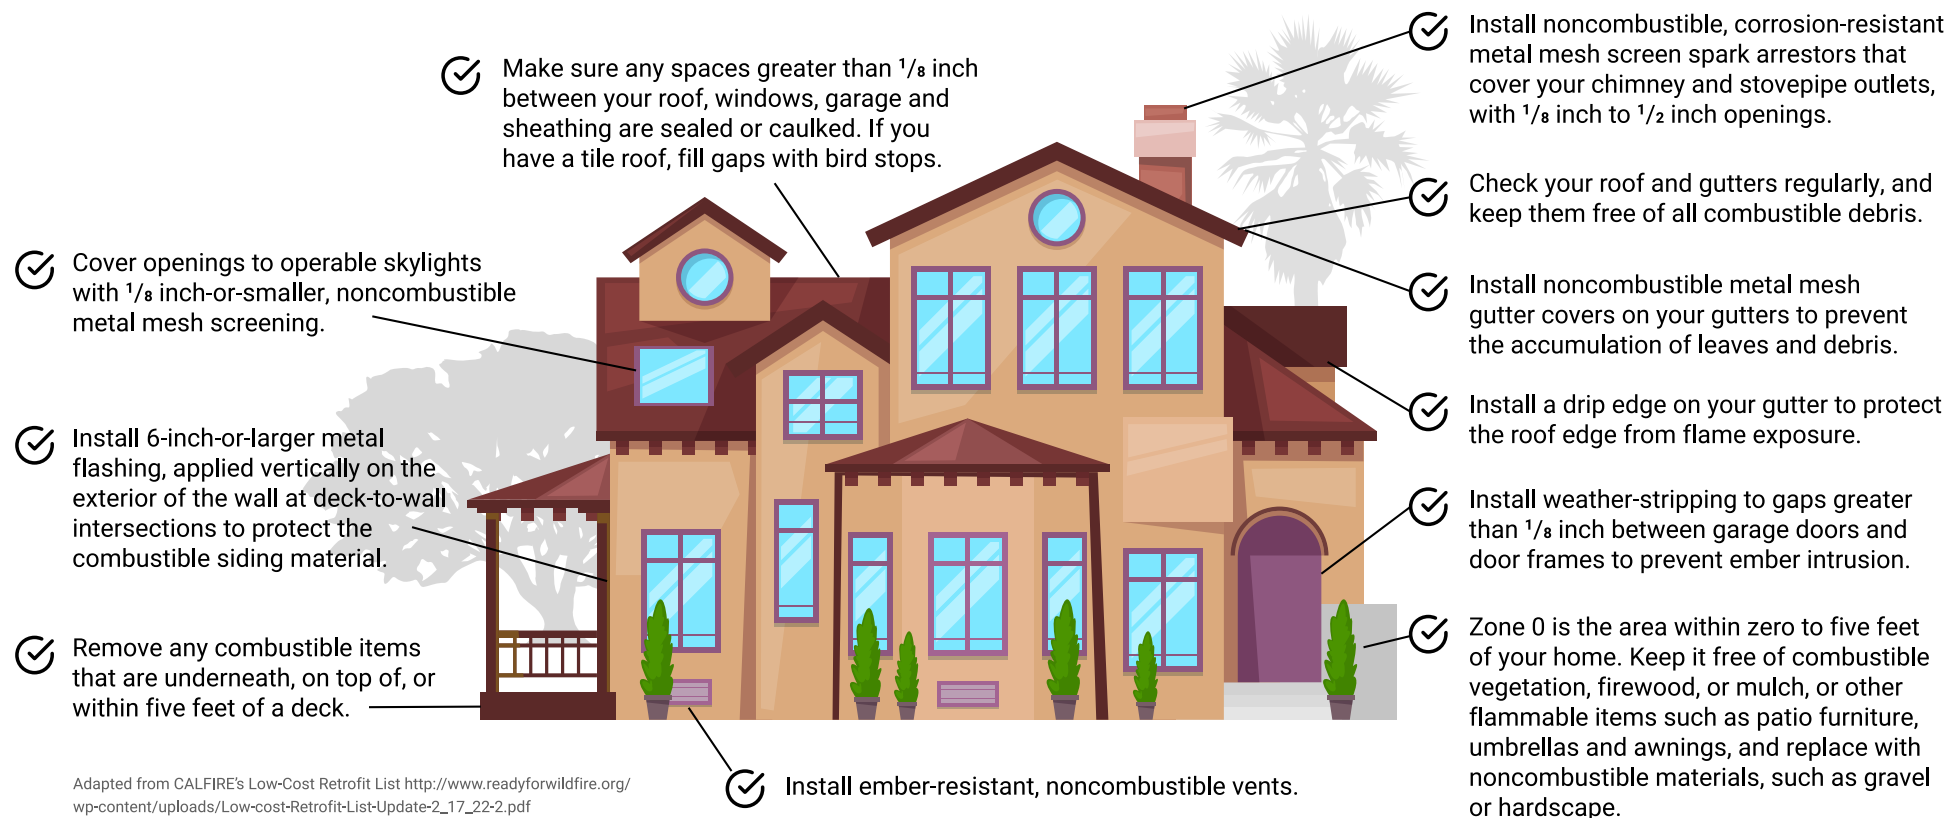 Make sure any spaces greater than ¹/₈ inch
between your roof, windows, garage and
sheathing are sealed or caulked. If you
have a tile roof, fill gaps with bird stops.
Cover openings to operable skylights
with ¹/₈ inch-or-smaller, noncombustible
metal mesh screening.
Install 6-inch-or-larger metal
flashing, applied vertically on the
exterior of the wall at deck-to-wall
intersections to protect the
combustible siding material.
Remove any combustible items
that are underneath, on top of, or
within five feet of a deck.
Install noncombustible, corrosion-resistant
metal mesh screen spark arrestors that
cover your chimney and stovepipe outlets,
with ¹/₈ inch to ¹/₂ inch openings.
Check your roof and gutters regularly, and
keep them free of all combustible debris.
Install noncombustible metal mesh
gutter covers on your gutters to prevent
the accumulation of leaves and debris.
Install a drip edge on your gutter to protect
the roof edge from flame exposure.
Install weather-stripping to gaps greater
than ¹/₈ inch between garage doors and
door frames to prevent ember intrusion.
Zone 0 is the area within zero to five feet
of your home. Keep it free of combustible
vegetation, firewood, or mulch, or other
flammable items such as patio furniture,
umbrellas and awnings, and replace with
noncombustible materials, such as gravel
or hardscape.
Install ember-resistant, noncombustible vents.
Adapted from CALFIRE's Low-Cost Retrofit List http://www.readyforwildfire.org/
wp-content/uploads/Low-cost-Retrofit-List-Update-2_17_22-2.pdf